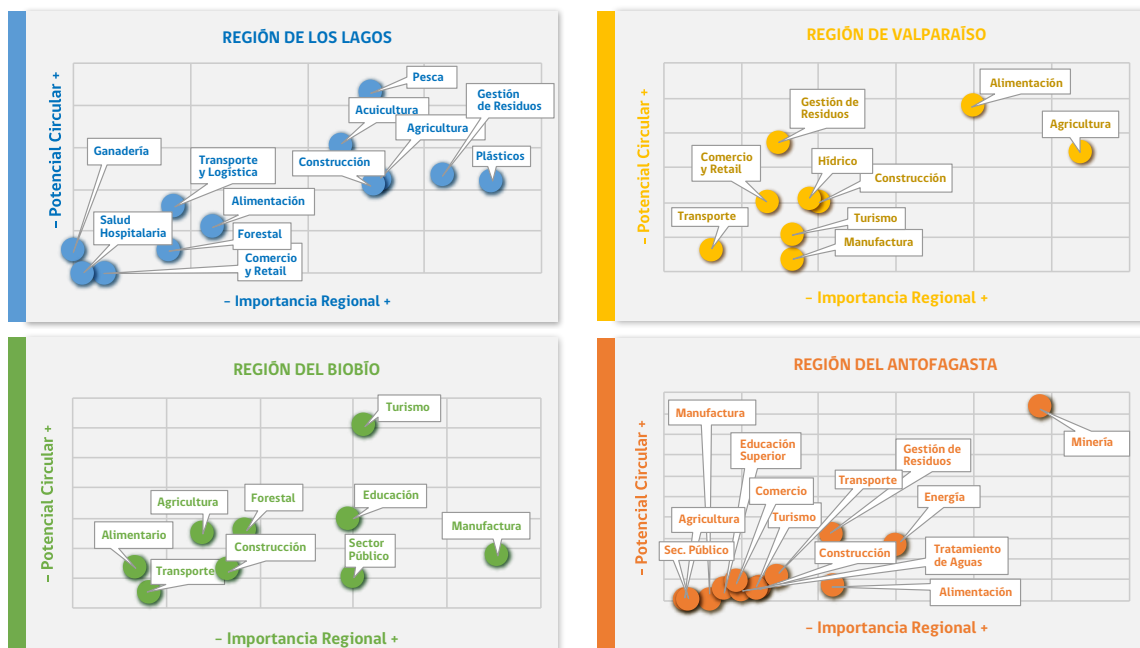 REGIÓN DE LOS LAGOS
– Potencial Circular +
Pesca
Gestión
de Residuos
Acuicultura
Agricultura
Ganadería
Transporte
y Logística
Construcción
Plásticos
Alimentación
Salud
Hospitalaria
Forestal
Comercio
y Retail
– Importancia Regional +
REGIÓN DE VALPARAÍSO
– Potencial Circular +
Alimentación
Gestión de
Residuos
Agricultura
Comercio
y Retail
Hídrico
Construcción
Transporte
Turismo
Manufactura
– Importancia Regional +
REGIÓN DEL BIOBÍO
– Potencial Circular +
Turismo
Agricultura
Forestal
Educación
Manufactura
Alimentario
Construcción
Sector
Público
Transporte
– Importancia Regional +
REGIÓN DEL ANTOFAGASTA
– Potencial Circular +
Manufactura
Educación
Superior
Minería
Gestión de
Residuos
Transporte
Comercio
Energía
Agricultura
Turismo
Sec. Público
Construcción
Tratamiento
de Aguas
Alimentación
– Importancia Regional +